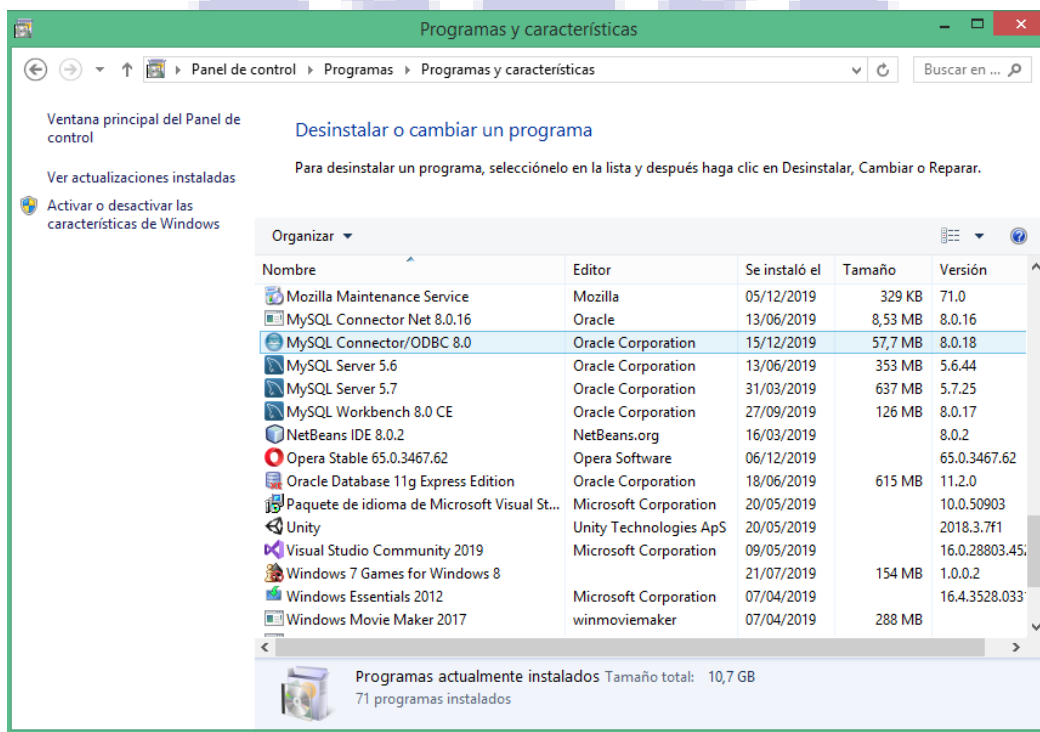 Programas y características
Panel de control Programas Programas y características
Buscar en ...
Ventana principal del Panel de
control
Ver actualizaciones instaladas
Activar o desactivar las
características de Windows
Desinstalar o cambiar un programa
Para desinstalar un programa, selecciónelo en la lista y después haga clic en Desinstalar, Cambiar o Reparar.
Organizar
Nombre Editor Se instaló el Tamaño Versión
Mozilla Maintenance Service Mozilla 05/12/2019 329 KB 71.0
MySQL Connector Net 8.0.16 Oracle 13/06/2019 8,53 MB 8.0.16
MySQL Connector/ODBC 8.0 Oracle Corporation 15/12/2019 57,7 MB 8.0.18
MySQL Server 5.6 Oracle Corporation 13/06/2019 353 MB 5.6.44
MySQL Server 5.7 Oracle Corporation 31/03/2019 637 MB 5.7.25
MySQL Workbench 8.0 CE Oracle Corporation 27/09/2019 126 MB 8.0.17
NetBeans IDE 8.0.2 NetBeans.org 16/03/2019 8.0.2
Opera Stable 65.0.3467.62 Opera Software 06/12/2019 65.0.3467.62
Oracle Database 11g Express Edition Oracle Corporation 18/06/2019 615 MB 11.2.0
Paquete de idioma de Microsoft Visual St... Microsoft Corporation 20/05/2019 10.0.50903
Unity Unity Technologies ApS 20/05/2019 2018.3.7f1
Visual Studio Community 2019 Microsoft Corporation 09/05/2019 16.0.28803.452
Windows 7 Games for Windows 8 21/07/2019 154 MB 1.0.0.2
Windows Essentials 2012 Microsoft Corporation 07/04/2019 16.4.3528.0331
Windows Movie Maker 2017 winmoviemaker 07/04/2019 288 MB
Programas actualmente instalados Tamaño total: 10,7 GB
71 programas instalados